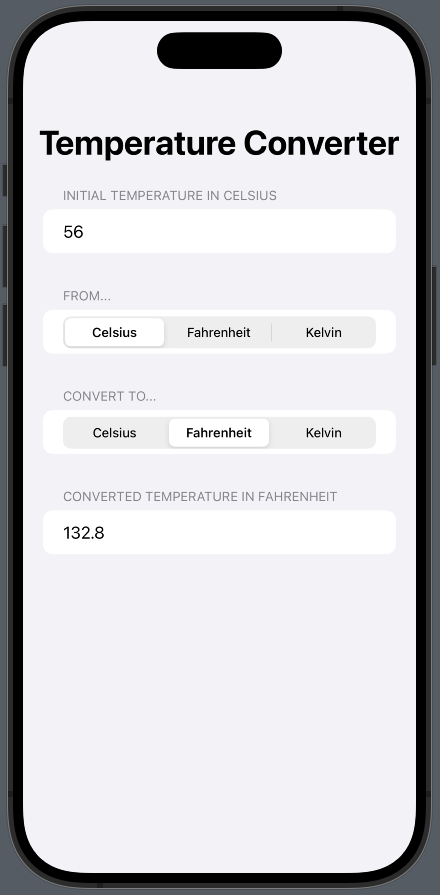 Temperature Converter
INITIAL TEMPERATURE IN CELSIUS
56
FROM...
Celsius Fahrenheit Kelvin
CONVERT TO...
Celsius Fahrenheit Kelvin
CONVERTED TEMPERATURE IN FAHRENHEIT
132.8